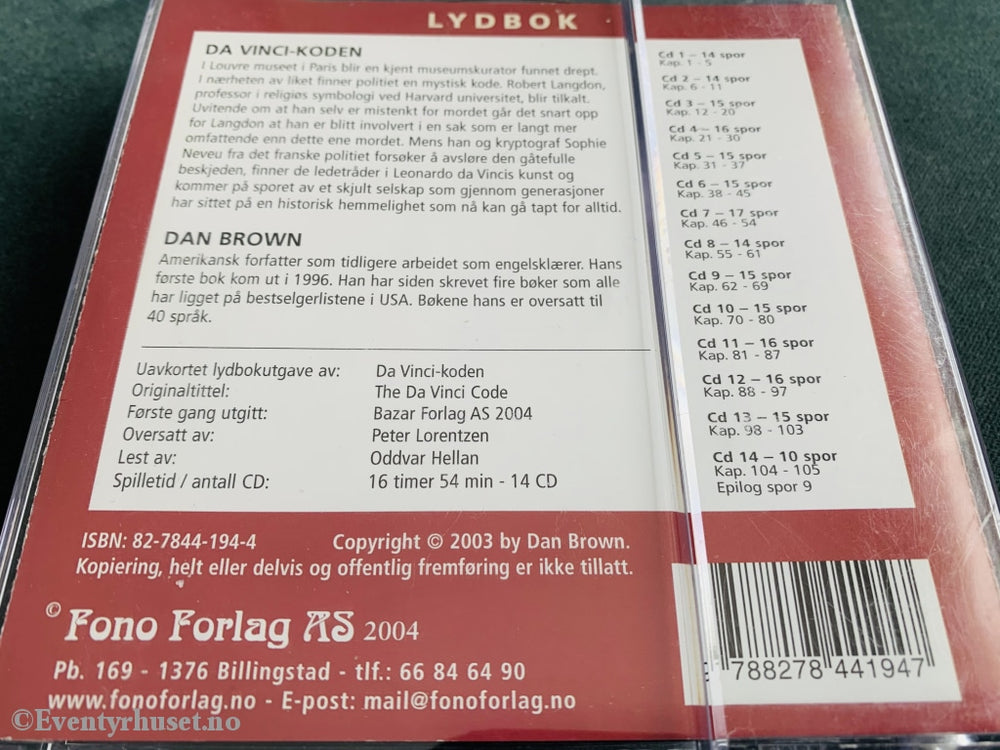 LYDBOK
DA VINCI-KODEN
I Louvre museet i Paris blir en kjent museumskurator funnet drept.
I nærheten av liket finner politiet en mystisk kode. Robert Langdon,
professor i religiøs symbologi ved Harvard universitet, blir tilkalt.
Uvitende om at han selv er mistenkt for mordet går det snart opp
for Langdon at han er blitt involvert i en sak som er langt mer
omfattende enn dette ene mordet. Mens han og kryptograf Sophie
Neveu fra det franske politiet forsøker å avsløre den gåtefulle
beskjeden, finner de ledetråder i Leonardo da Vincis kunst og
kommer på sporet av et skjult selskap som gjennom generasjoner
har sittet på en historisk hemmelighet som nå kan gå tapt for alltid.
DAN BROWN
Amerikansk forfatter som tidligere arbeidet som engelsklærer. Hans
første bok kom ut i 1996. Han har siden skrevet fire bøker som alle
har ligget på bestselgerlistene i USA. Bøkene hans er oversatt til
40 språk.
Uavkortet lydbokutgave av: Da Vinci-koden
Originaltittel: The Da Vinci Code
Første gang utgitt: Bazar Forlag AS 2004
Oversatt av: Peter Lorentzen
Lest av: Oddvar Hellan
Spilletid / antall CD: 16 timer 54 min - 14 CD
Cd 1 – 14 spor
Kap. 1 - 5
Cd 2 – 14 spor
Kap. 6 - 11
Cd 3 – 15 spor
Kap. 12 - 20
Cd 4 – 16 spor
Kap. 21 - 30
Cd 5 – 15 spor
Kap. 31 - 37
Cd 6 – 15 spor
Kap. 38 - 45
Cd 7 – 17 spor
Kap. 46 - 54
Cd 8 – 14 spor
Kap. 55 - 61
Cd 9 – 15 spor
Kap. 62 - 69
Cd 10 – 15 spor
Kap. 70 - 80
Cd 11 – 16 spor
Kap. 81 - 87
Cd 12 – 16 spor
Kap. 88 - 97
Cd 13 – 15 spor
Kap. 98 - 103
Cd 14 – 10 spor
Kap. 104 - 105
Epilog spor 9
ISBN: 82-7844-194-4 Copyright © 2003 by Dan Brown.
Kopiering, helt eller delvis og offentlig fremføring er ikke tillatt.
© Fono Forlag AS 2004
Pb. 169 - 1376 Billingstad - tlf.: 66 84 64 90
www.fonoforlag.no - E-post: mail@fonoforlag.no
788278 441947
©Eventyrhuset.no